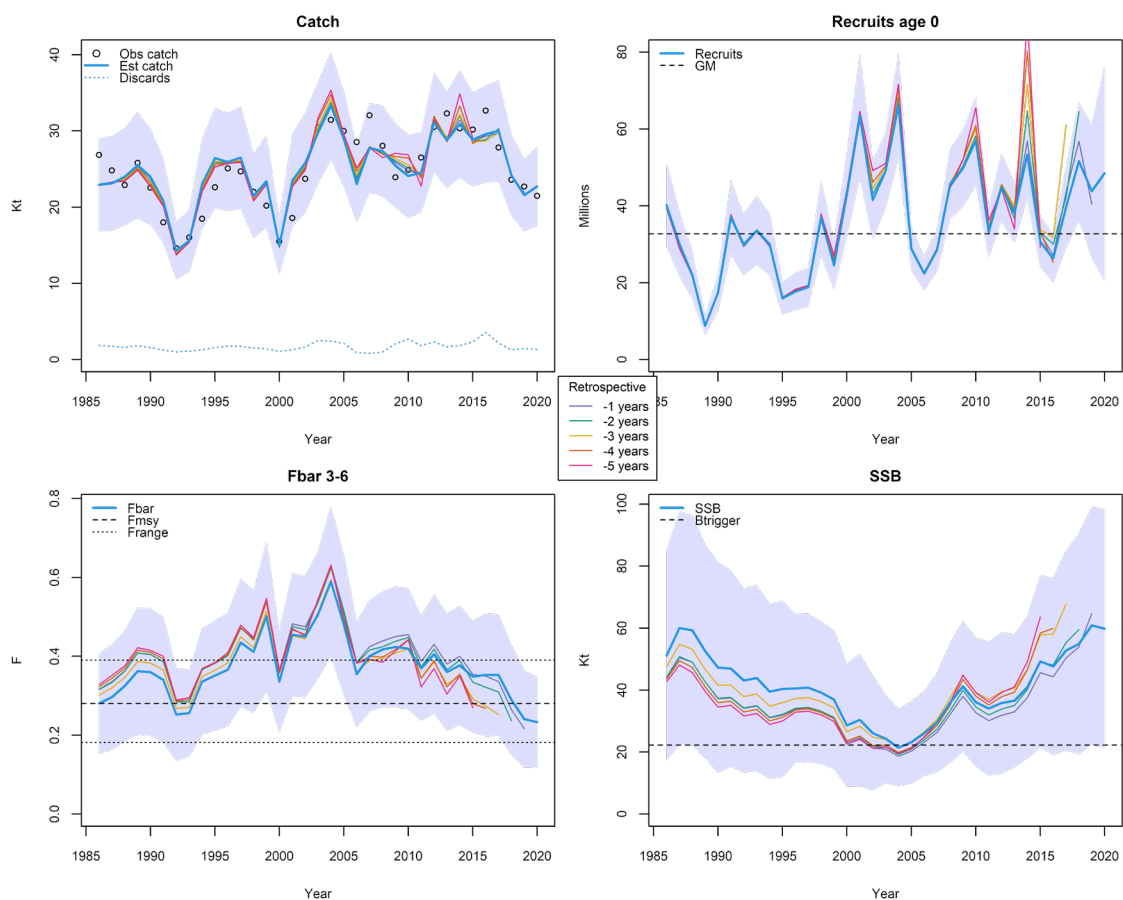 Catch
Obs catch
Est catch
Discards
Kt
0
10
20
30
40
1985
1990
1995
2000
2005
2010
2015
2020
Year
Recruits age 0
Recruits
GM
Millions
0
20
40
60
80
85
1990
1995
2000
2005
2010
2015
2020
Year
Retrospective
-1 years
-2 years
-3 years
-4 years
-5 years
Fbar 3-6
Fbar
Fmsy
Frange
F
0.0
0.2
0.4
0.6
0.8
1985
1990
1995
2000
2005
2010
2015
2020
Year
SSB
SSB
Btrigger
Kt
0
20
40
60
80
100
1985
1990
1995
2000
2005
2010
2015
2020
Year